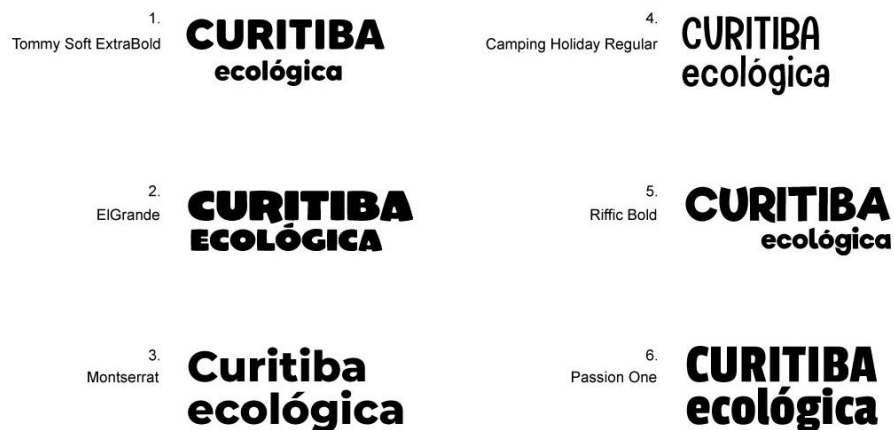 1.
Tommy Soft ExtraBold
CURITIBA
ecológica
2.
ElGrande
CURITIBA
ECOLÓGICA
3.
Montserrat
Curitiba
ecológica
4.
Camping Holiday Regular
CURITIBA
ecológica
5.
Riffic Bold
CURITIBA
ecológica
6.
Passion One
CURITIBA
ecológica